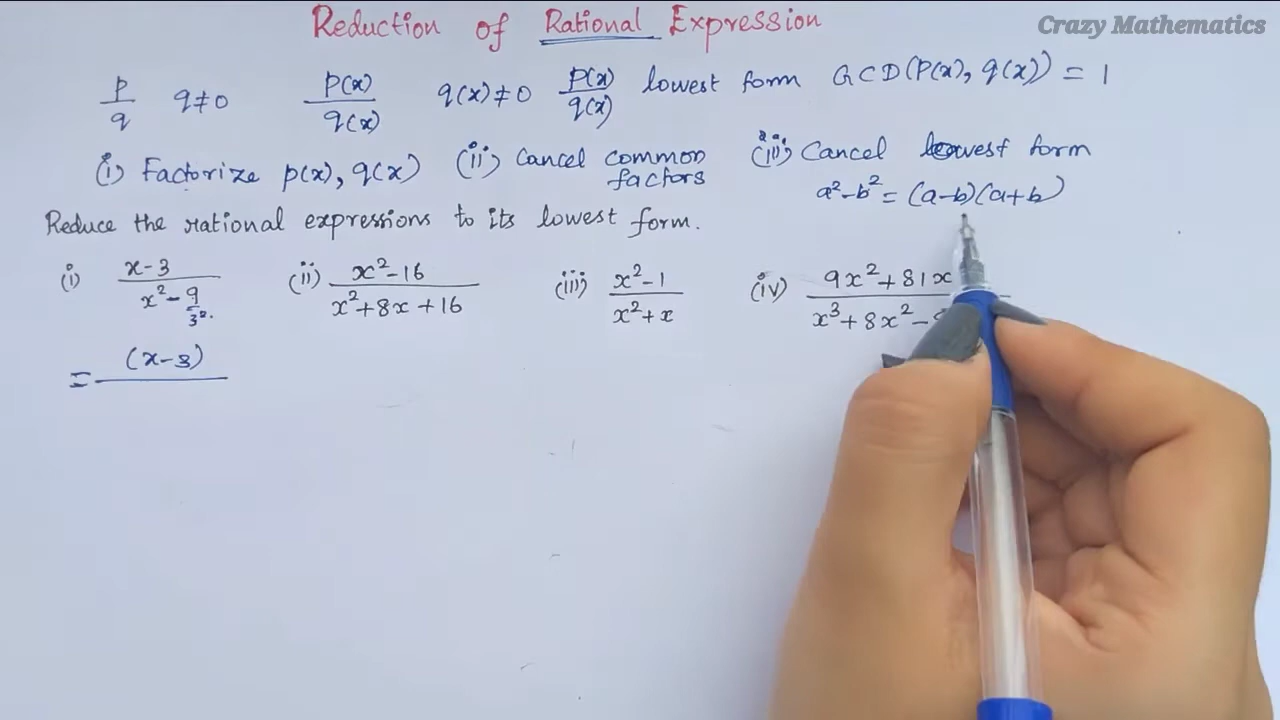 Reduction of Rational Expression
Crazy Mathematics
p/q q≠0 p(x)/q(x) q(x)≠0 p(x)/q(x) lowest form GCD(p(x), q(x)) = 1
(i) Factorize p(x), q(x) (ii) Cancel common factors (iii) Cancel lowest form
a²-b² = (a-b)(a+b)
Reduce the rational expressions to its lowest form.
(i) x-3/x²-9 (ii) x²-16/x²+8x+16 (iii) x²-1/x²+x (iv) 9x²+81x/x³+8x²-
3².
= (x-3)